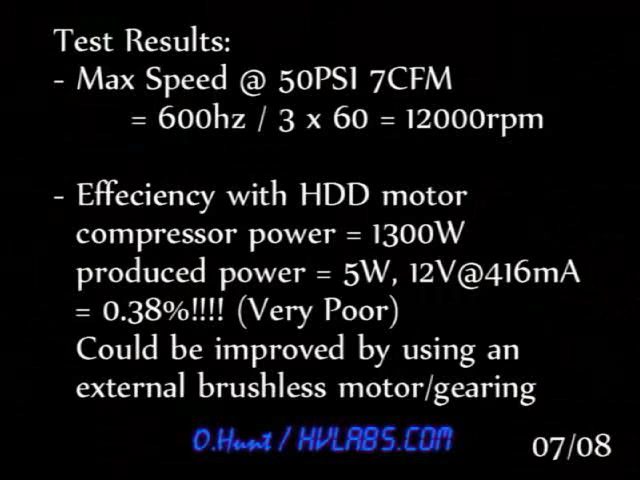 Test Results:
- Max Speed @ 50PSI 7CFM
= 600hz / 3 x 60 = 12000rpm
- Effeciency with HDD motor
compressor power = 1300W
produced power = 5W, 12V@416mA
= 0.38%!!!! (Very Poor)
Could be improved by using an
external brushless motor/gearing
O.Hunt / HVLABS.COM
07/08